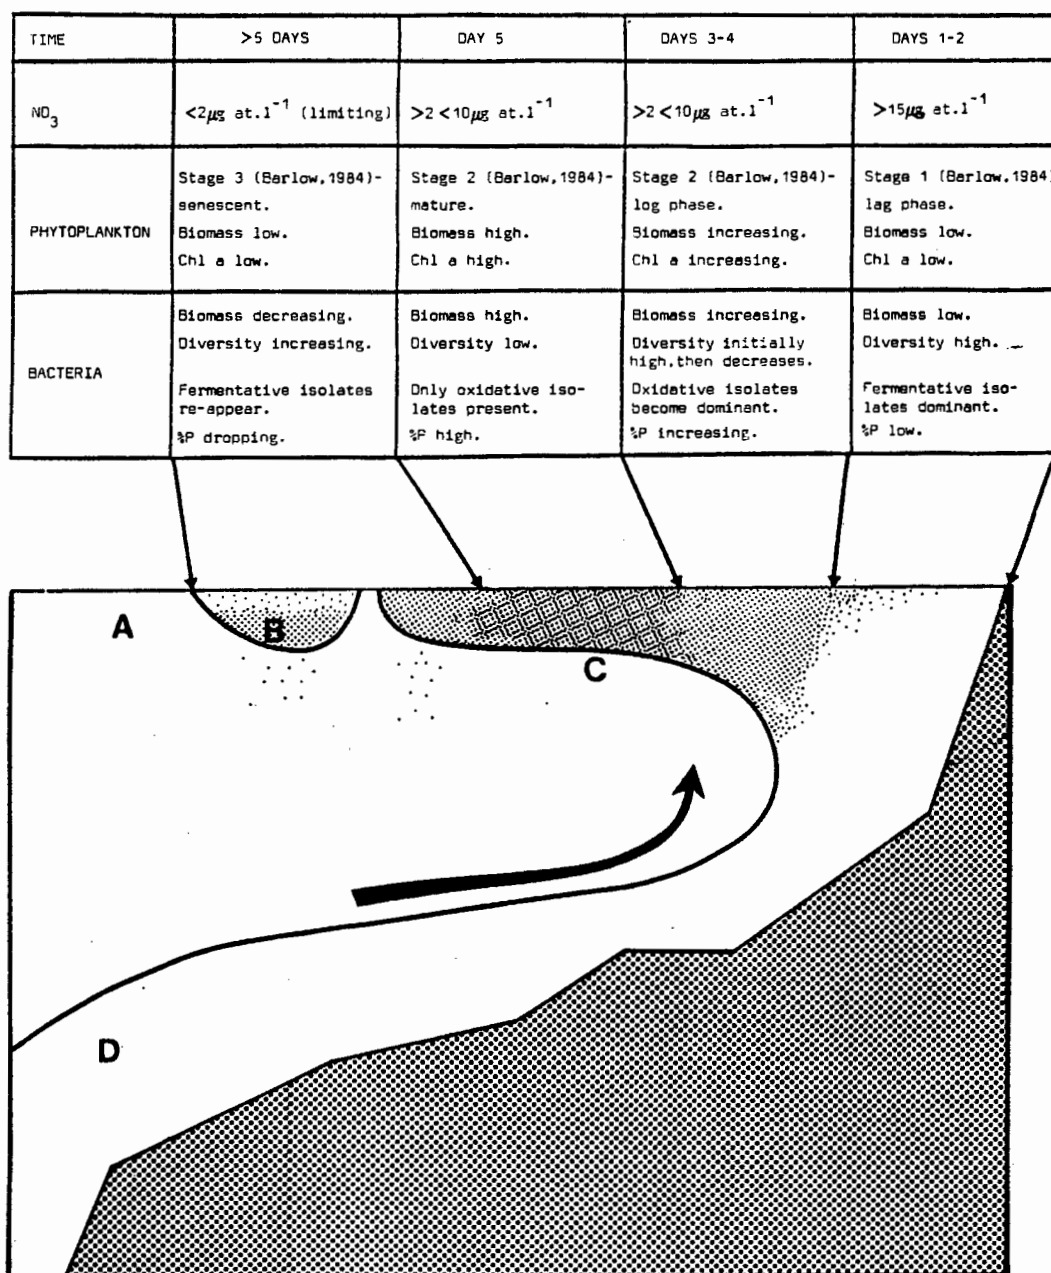 TIME >5 DAYS DAY 5 DAYS 3-4 DAYS 1-2
NO3 <2µg at.l⁻¹ (limiting) >2 <10µg at.l⁻¹ >2 <10µg at.l⁻¹ >15µg at.l⁻¹
PHYTOPLANKTON
Stage 3 (Barlow,1984)-
senescent.
Biomass low.
Chl a low.
Stage 2 (Barlow,1984)-
mature.
Biomass high.
Chl a high.
Stage 2 (Barlow,1984)-
log phase.
Biomass increasing.
Chl a increasing.
Stage 1 (Barlow,1984)
lag phase.
Biomass low.
Chl a low.
BACTERIA
Biomass decreasing.
Diversity increasing.
Fermentative isolates
re-appear.
%P dropping.
Biomass high.
Diversity low.
Only oxidative iso-
lates present.
%P high.
Biomass increasing.
Diversity initially
high,then decreases.
Oxidative isolates
become dominant.
%P increasing.
Biomass low.
Diversity high.
Fermentative iso-
lates dominant.
%P low.
A
B
C
D